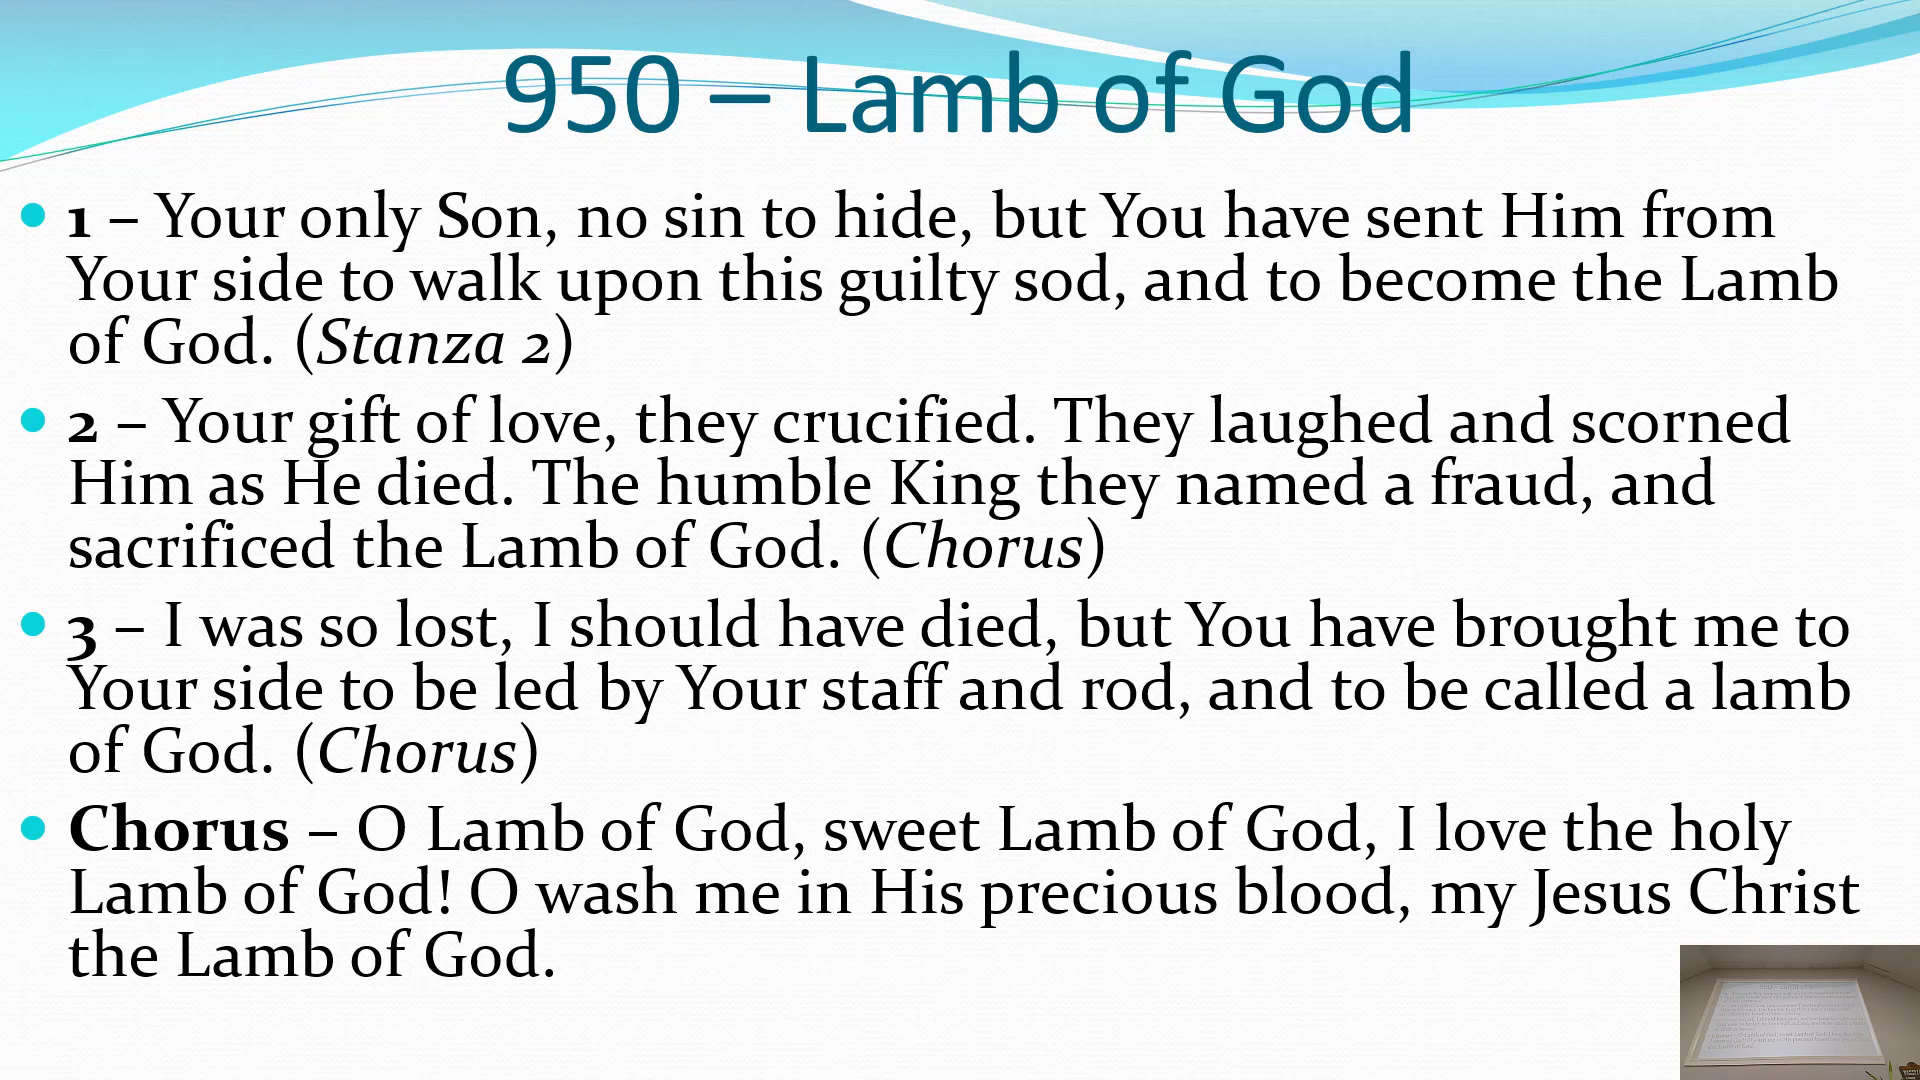 950 – Lamb of God
• 1 – Your only Son, no sin to hide, but You have sent Him from
Your side to walk upon this guilty sod, and to become the Lamb
of God. (Stanza 2)
• 2 – Your gift of love, they crucified. They laughed and scorned
Him as He died. The humble King they named a fraud, and
sacrificed the Lamb of God. (Chorus)
• 3 – I was so lost, I should have died, but You have brought me to
Your side to be led by Your staff and rod, and to be called a lamb
of God. (Chorus)
• Chorus – O Lamb of God, sweet Lamb of God, I love the holy
Lamb of God! O wash me in His precious blood, my Jesus Christ
the Lamb of God.